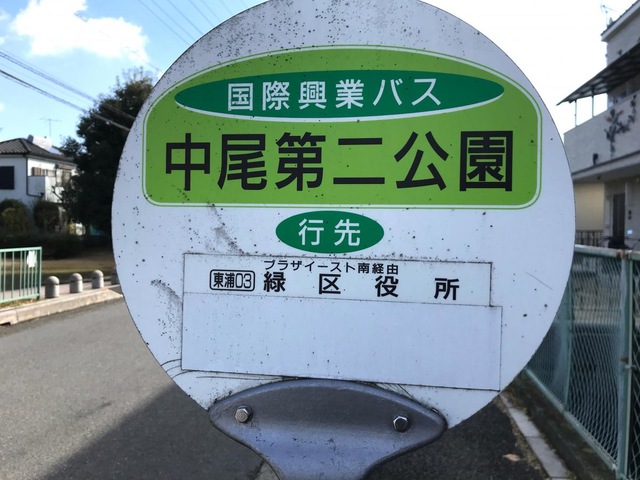 国際興業バス
中尾第二公園
行先
プラザイースト南経由
東浦03 緑区役所